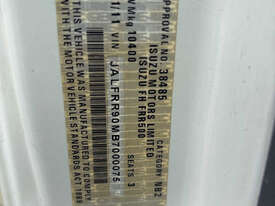 APPROVAL NO 38485 CATEGORY NB2
ISUZU MOTORS LIMITED
ISUZU FRR500
GVM kg 10400 SEATS 3
11/11 VIN JALFRR90MB7000075
THIS VEHICLE WAS MANUFACTURED TO COMPLY
WITH THE MOTOR VEHICLE STANDARDS ACT 1989